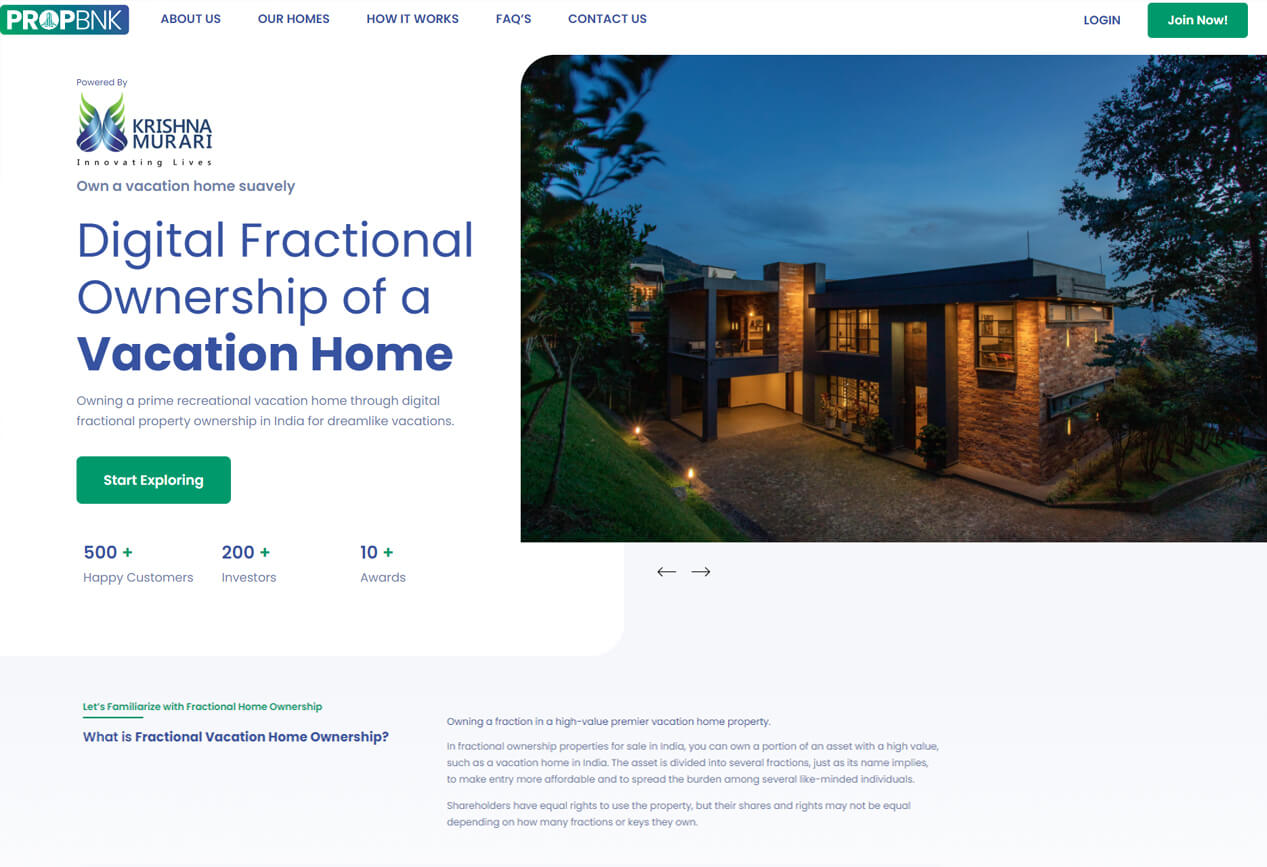 PROPBNK
ABOUT US
OUR HOMES
HOW IT WORKS
FAQ'S
CONTACT US
LOGIN
Join Now!
Powered By
KRISHNA
MURARI
Innovating Lives
Own a vacation home suavely
Digital Fractional
Ownership of a
Vacation Home
Owning a prime recreational vacation home through digital
fractional property ownership in India for dreamlike vacations.
Start Exploring
500 +
Happy Customers
200 +
Investors
10 +
Awards
Let's Familiarize with Fractional Home Ownership
What is Fractional Vacation Home Ownership?
Owning a fraction in a high-value premier vacation home property.
In fractional ownership properties for sale in India, you can own a portion of an asset with a high value,
such as a vacation home in India. The asset is divided into several fractions, just as its name implies,
to make entry more affordable and to spread the burden among several like-minded individuals.
Shareholders have equal rights to use the property, but their shares and rights may not be equal
depending on how many fractions or keys they own.